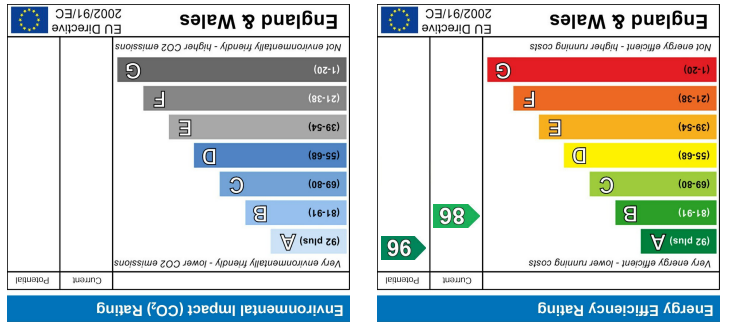 Energy Efficiency Rating
Current
Potential
Very energy efficient - lower running costs
(92 plus) A
(81-91) B
(69-80) C
(55-68) D
(39-54) E
(21-38) F
(1-20) G
86
96
Not energy efficient - higher running costs
England & Wales
EU Directive
2002/91/EC
Environmental Impact (CO₂) Rating
Current
Potential
Very environmentally friendly - lower CO2 emissions
(92 plus) A
(81-91) B
(69-80) C
(55-68) D
(39-54) E
(21-38) F
(1-20) G
Not environmentally friendly - higher CO2 emissions
England & Wales
EU Directive
2002/91/EC